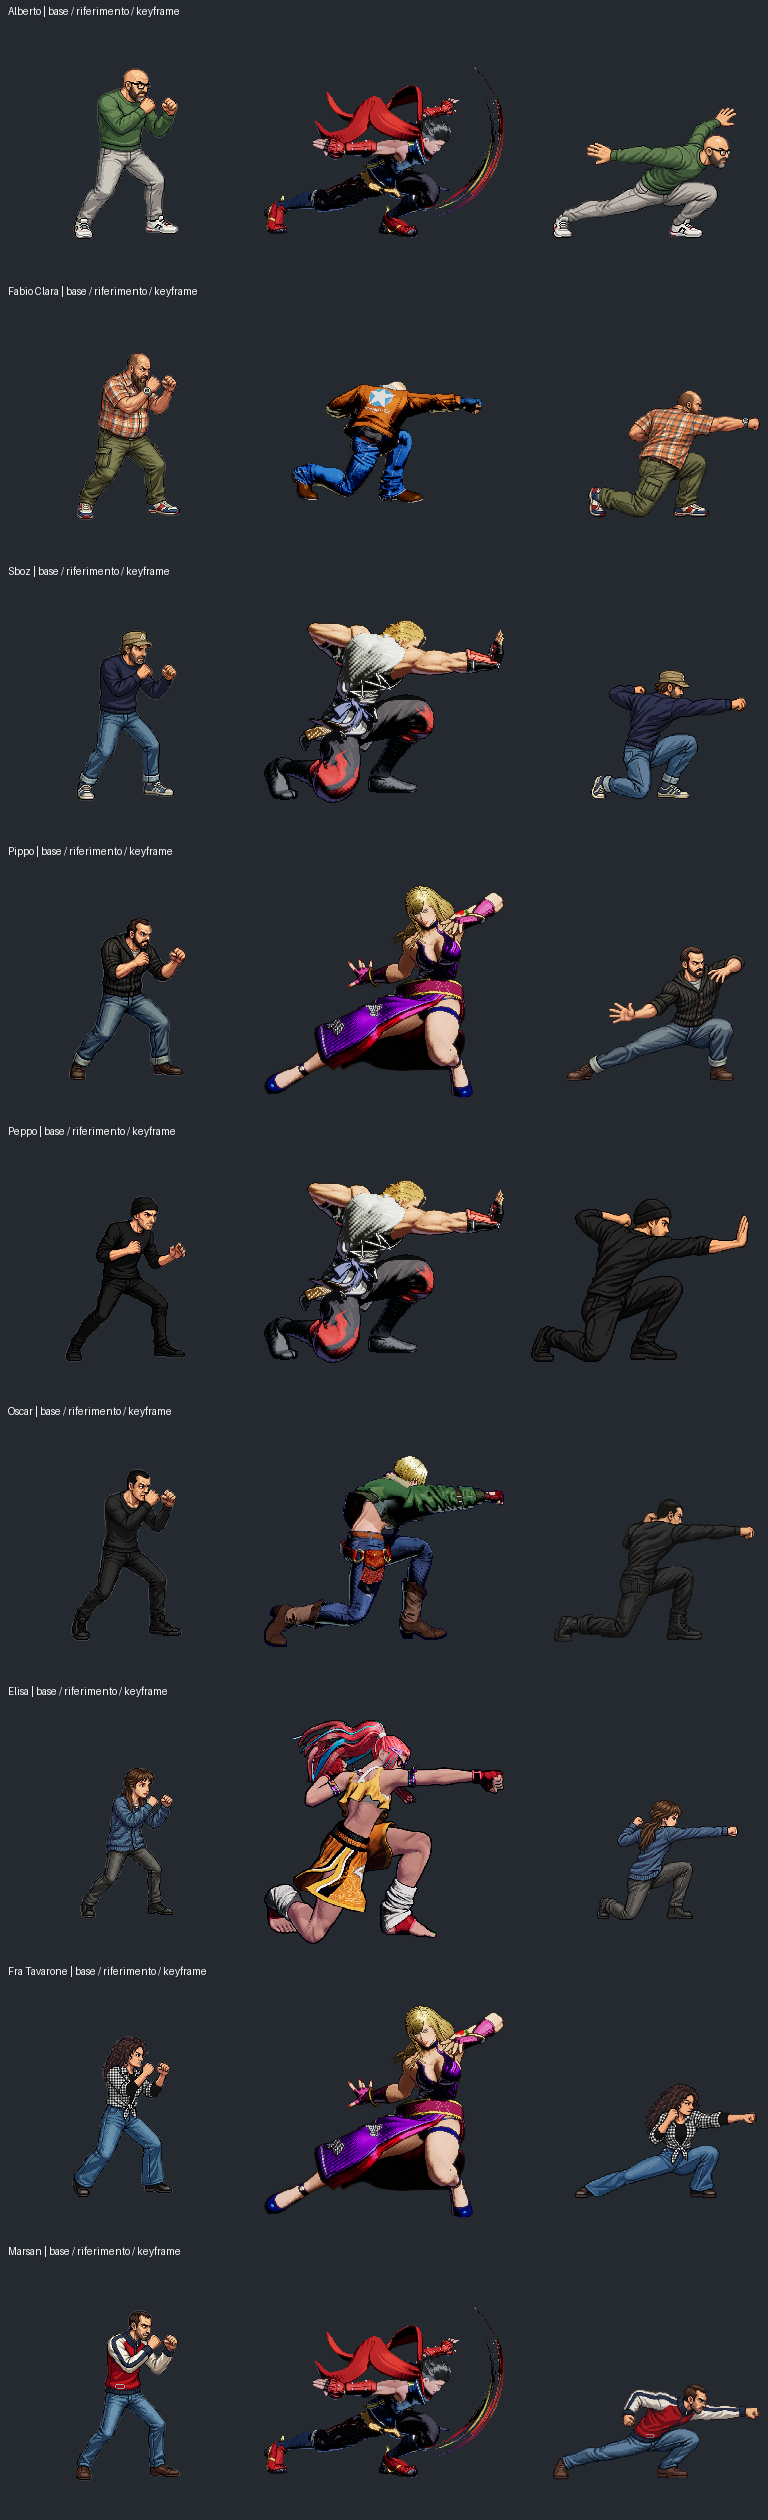 Alberto | base / riferimento / keyframe
Fabio Clara | base / riferimento / keyframe
Sboz | base / riferimento / keyframe
Pippo | base / riferimento / keyframe
Peppo | base / riferimento / keyframe
Oscar | base / riferimento / keyframe
Elisa | base / riferimento / keyframe
Fra Tavarone | base / riferimento / keyframe
Marsan | base / riferimento / keyframe